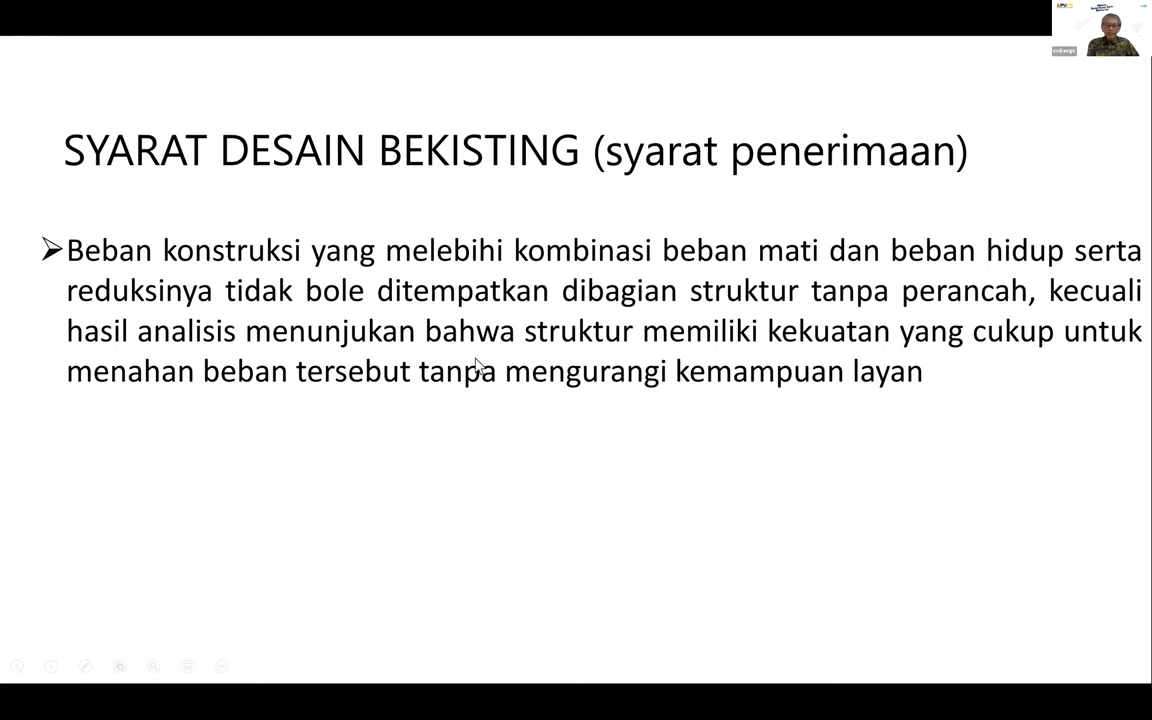 SYARAT DESAIN BEKISTING (syarat penerimaan)
➢Beban konstruksi yang melebihi kombinasi beban mati dan beban hidup serta
reduksinya tidak bole ditempatkan dibagian struktur tanpa perancah, kecuali
hasil analisis menunjukan bahwa struktur memiliki kekuatan yang cukup untuk
menahan beban tersebut tanpa mengurangi kemampuan layan